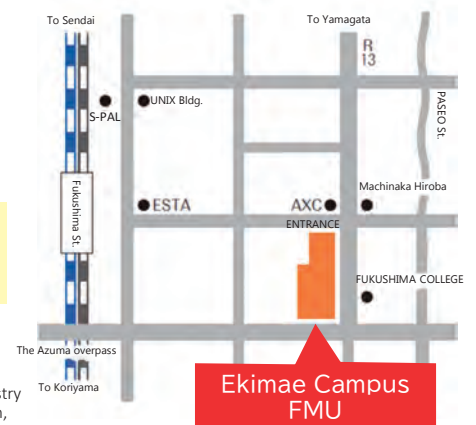 To Sendai
To Yamagata
R
13
UNIX Bldg.
S-PAL
PASEO St.
Fukushima St.
Machinaka Hiroba
ESTA
AXC
ENTRANCE
FUKUSHIMA COLLEGE
The Azuma overpass
To Koriyama
stry
Ekimae Campus
FMU